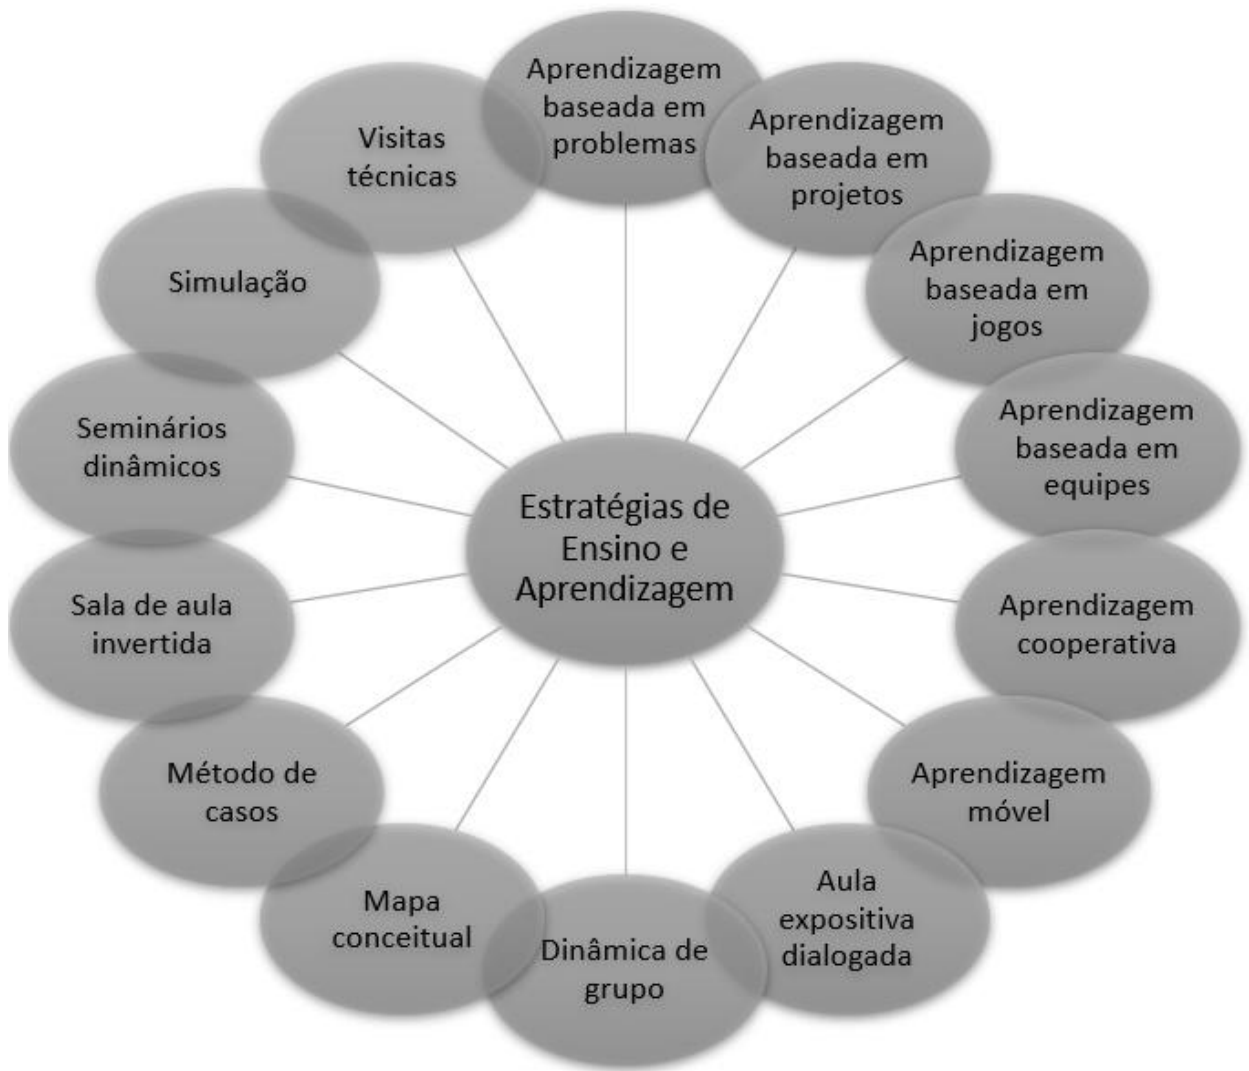 Aprendizagem
baseada em
problemas
Aprendizagem
baseada em
projetos
Aprendizagem
baseada em
jogos
Aprendizagem
baseada em
equipes
Aprendizagem
cooperativa
Aprendizagem
móvel
Aula
expositiva
dialogada
Dinâmica de
grupo
Mapa
conceitual
Método de
casos
Sala de aula
invertida
Seminários
dinâmicos
Simulação
Visitas
técnicas
Estratégias de
Ensino e
Aprendizagem